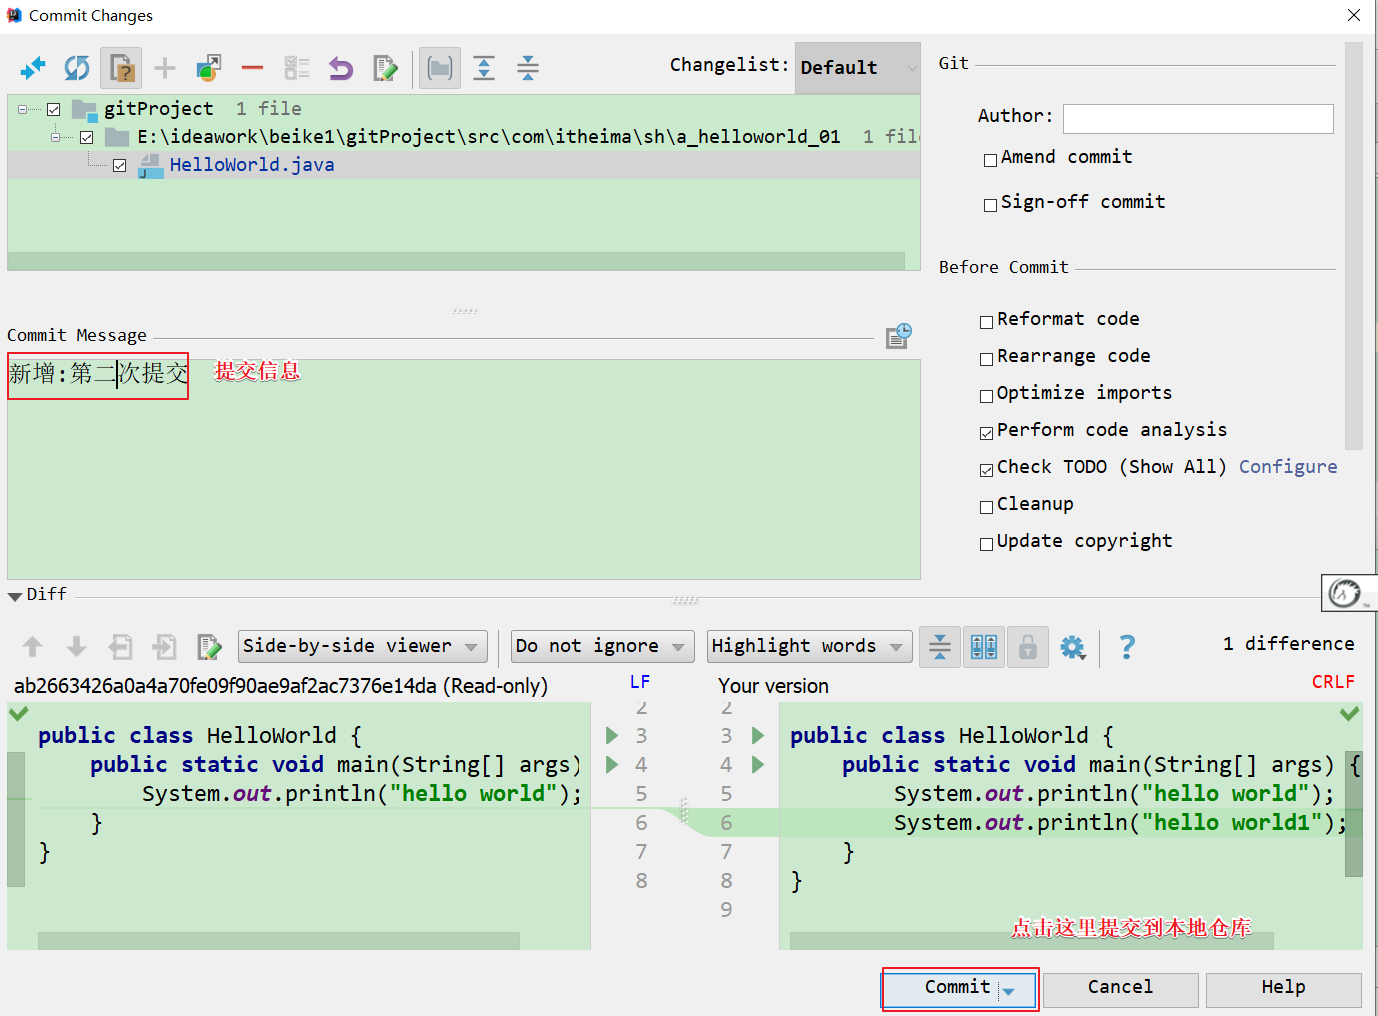 Commit Changes
Changelist: Default
gitProject 1 file
E:\ideawork\beike1\gitProject\src\com\itheima\sh\a_helloworld_01 1 file
HelloWorld.java
Git
Author:
Amend commit
Sign-off commit
Before Commit
Reformat code
Rearrange code
Optimize imports
Perform code analysis
Check TODO (Show All) Configure
Cleanup
Update copyright
Commit Message
新增:第二次提交
提交信息
Diff
Side-by-side viewer
Do not ignore
Highlight words
1 difference
ab2663426a0a4a70fe09f90ae9af2ac7376e14da (Read-only)
LF
Your version
CRLF
2
public class HelloWorld { 3
public static void main(String[] args) 4
System.out.println("hello world"); 5
} 6
} 7
8
2
3 public class HelloWorld {
4 public static void main(String[] args) {
5 System.out.println("hello world");
6 System.out.println("hello world1");
7 }
8 }
9
点击这里提交到本地仓库
Commit
Cancel
Help